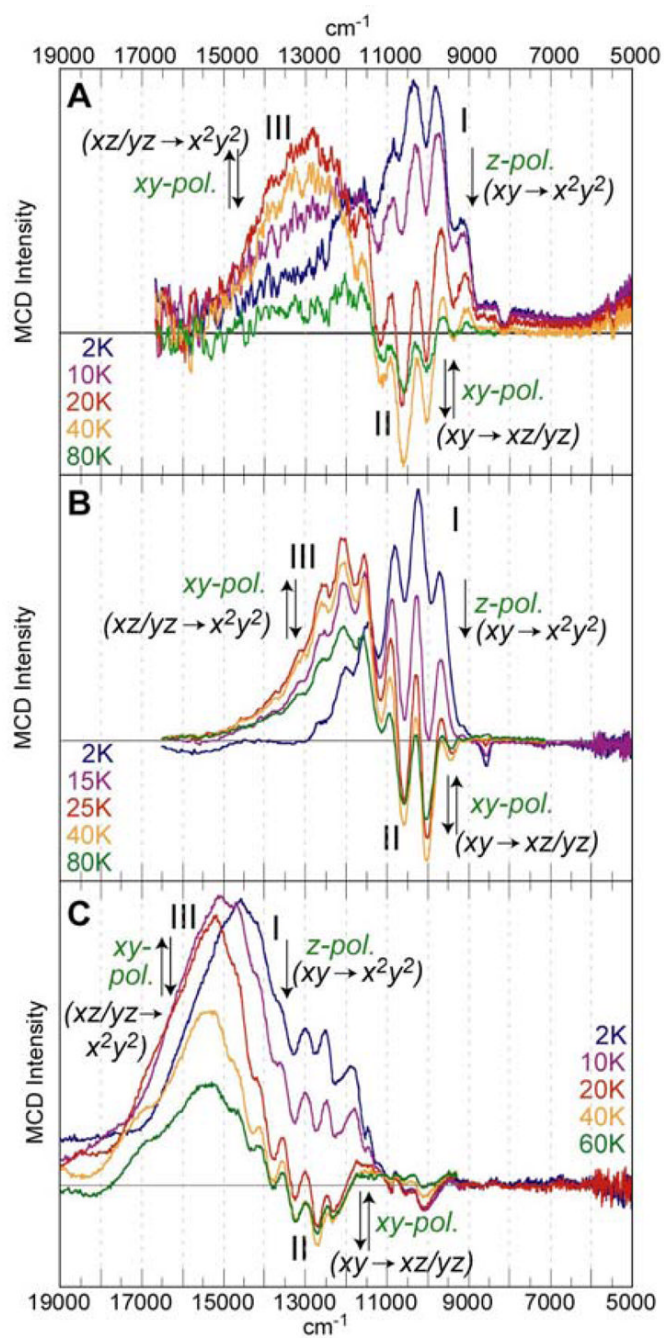 cm-1
19000 17000 15000 13000 11000 9000 7000 5000
A
III
I
(xz/yz → x²y²)
xy-pol.
z-pol.
(xy → x²y²)
MCD Intensity
2K
10K
20K
40K
80K
II
xy-pol.
(xy → xz/yz)
B
I
III
xy-pol.
(xz/yz → x²y²)
z-pol.
(xy → x²y²)
MCD Intensity
2K
15K
25K
40K
80K
II
xy-pol.
(xy → xz/yz)
C
III
I
xy-
pol.
z-pol.
(xy → x²y²)
(xz/yz →
x²y²)
MCD Intensity
2K
10K
20K
40K
60K
II
xy-pol.
(xy → xz/yz)
19000 17000 15000 13000 11000 9000 7000 5000
cm-1